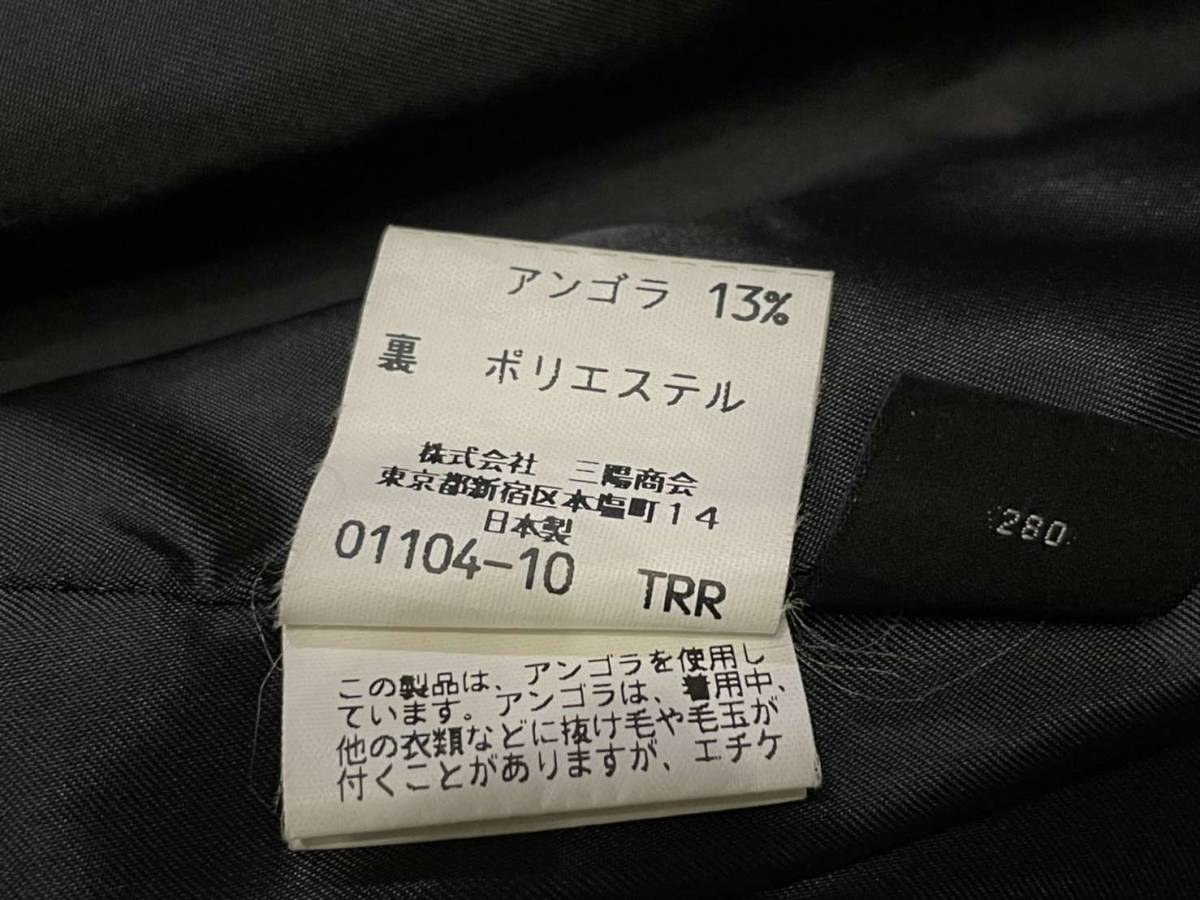 アンゴラ 13%
裏 ポリエステル
株式会社 三陽商会
東京都新宿区本塩町14
日本製
01104-10 TRR
この製品は、アンゴラを使用し
ています。アンゴラは、着用中、
他の衣類などに抜け毛や毛玉が
付くことがありますが、エチケ
280